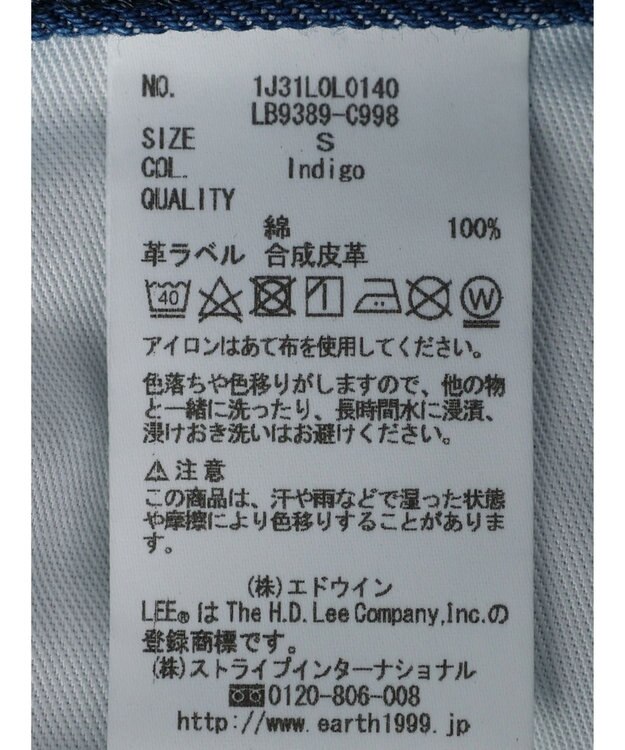 NO. 1J31L0L0140
LB9389-C998
SIZE S
COL. Indigo
QUALITY
綿 100%
革ラベル 合成皮革
40 W
アイロンはあて布を使用してください。
色落ちや色移りがしますので、他の物
と一緒に洗ったり、長時間水に浸漬、
浸けおき洗いはお避けください。
⚠注意
この商品は、汗や雨などで湿った状態
や摩擦により色移りすることがありま
す。
(株)エドウイン
LEE®は The H.D. Lee Company,Inc.の
登録商標です。
(株)ストライプインターナショナル
0120-806-008
http://www.earth1999.jp